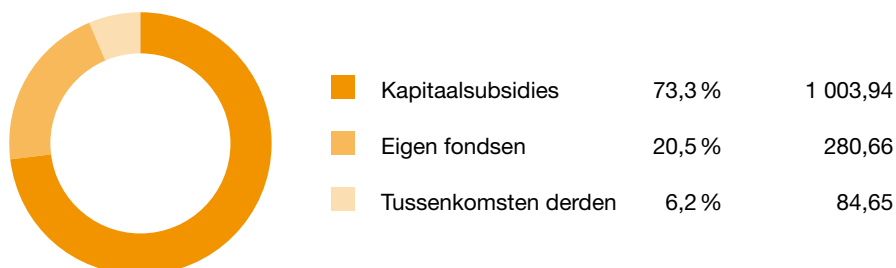 Kapitaalsubsidies 73,3 % 1 003,94
Eigen fondsen 20,5 % 280,66
Tussenkomsten derden 6,2 % 84,65